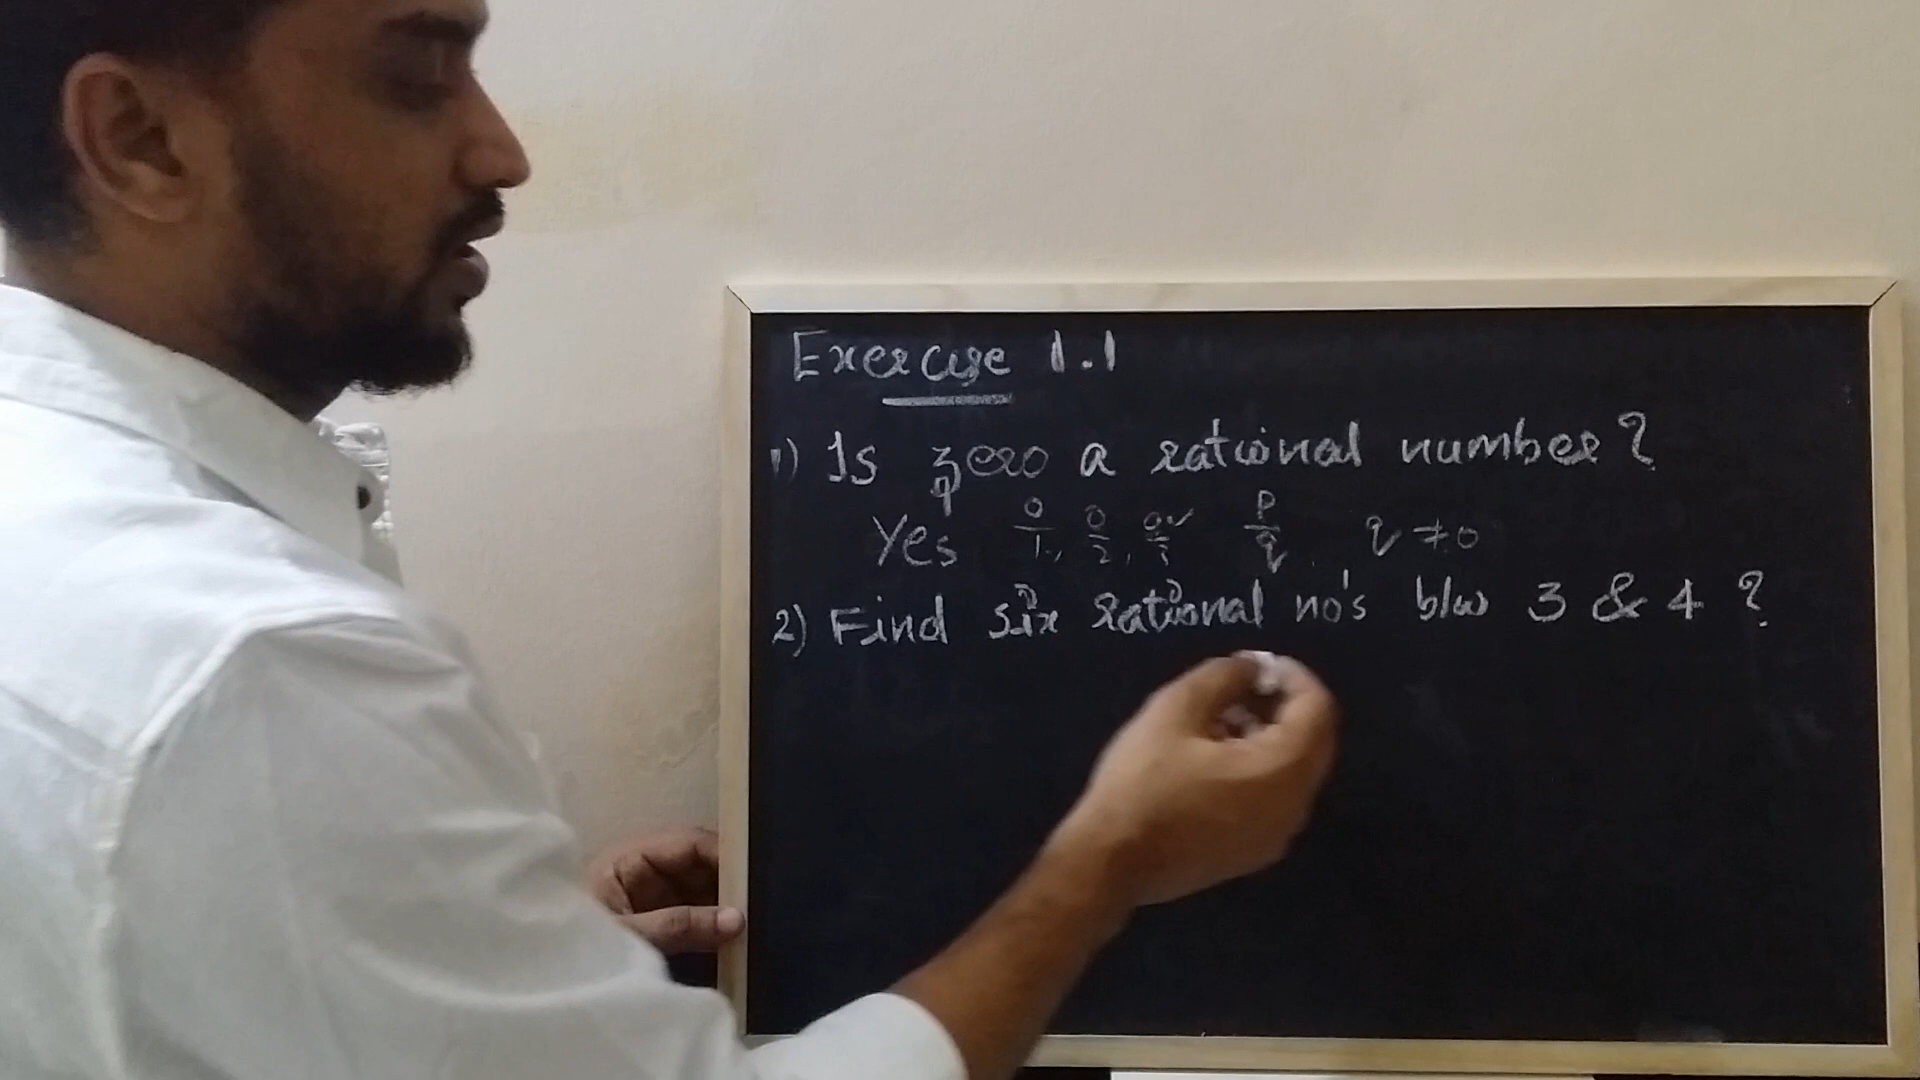 Exercise 1.1
1) Is zero a rational number?
Yes 0/1, 0/2, 0/3 p/q q ≠ 0
2) Find six rational no's b/w 3 & 4 ?